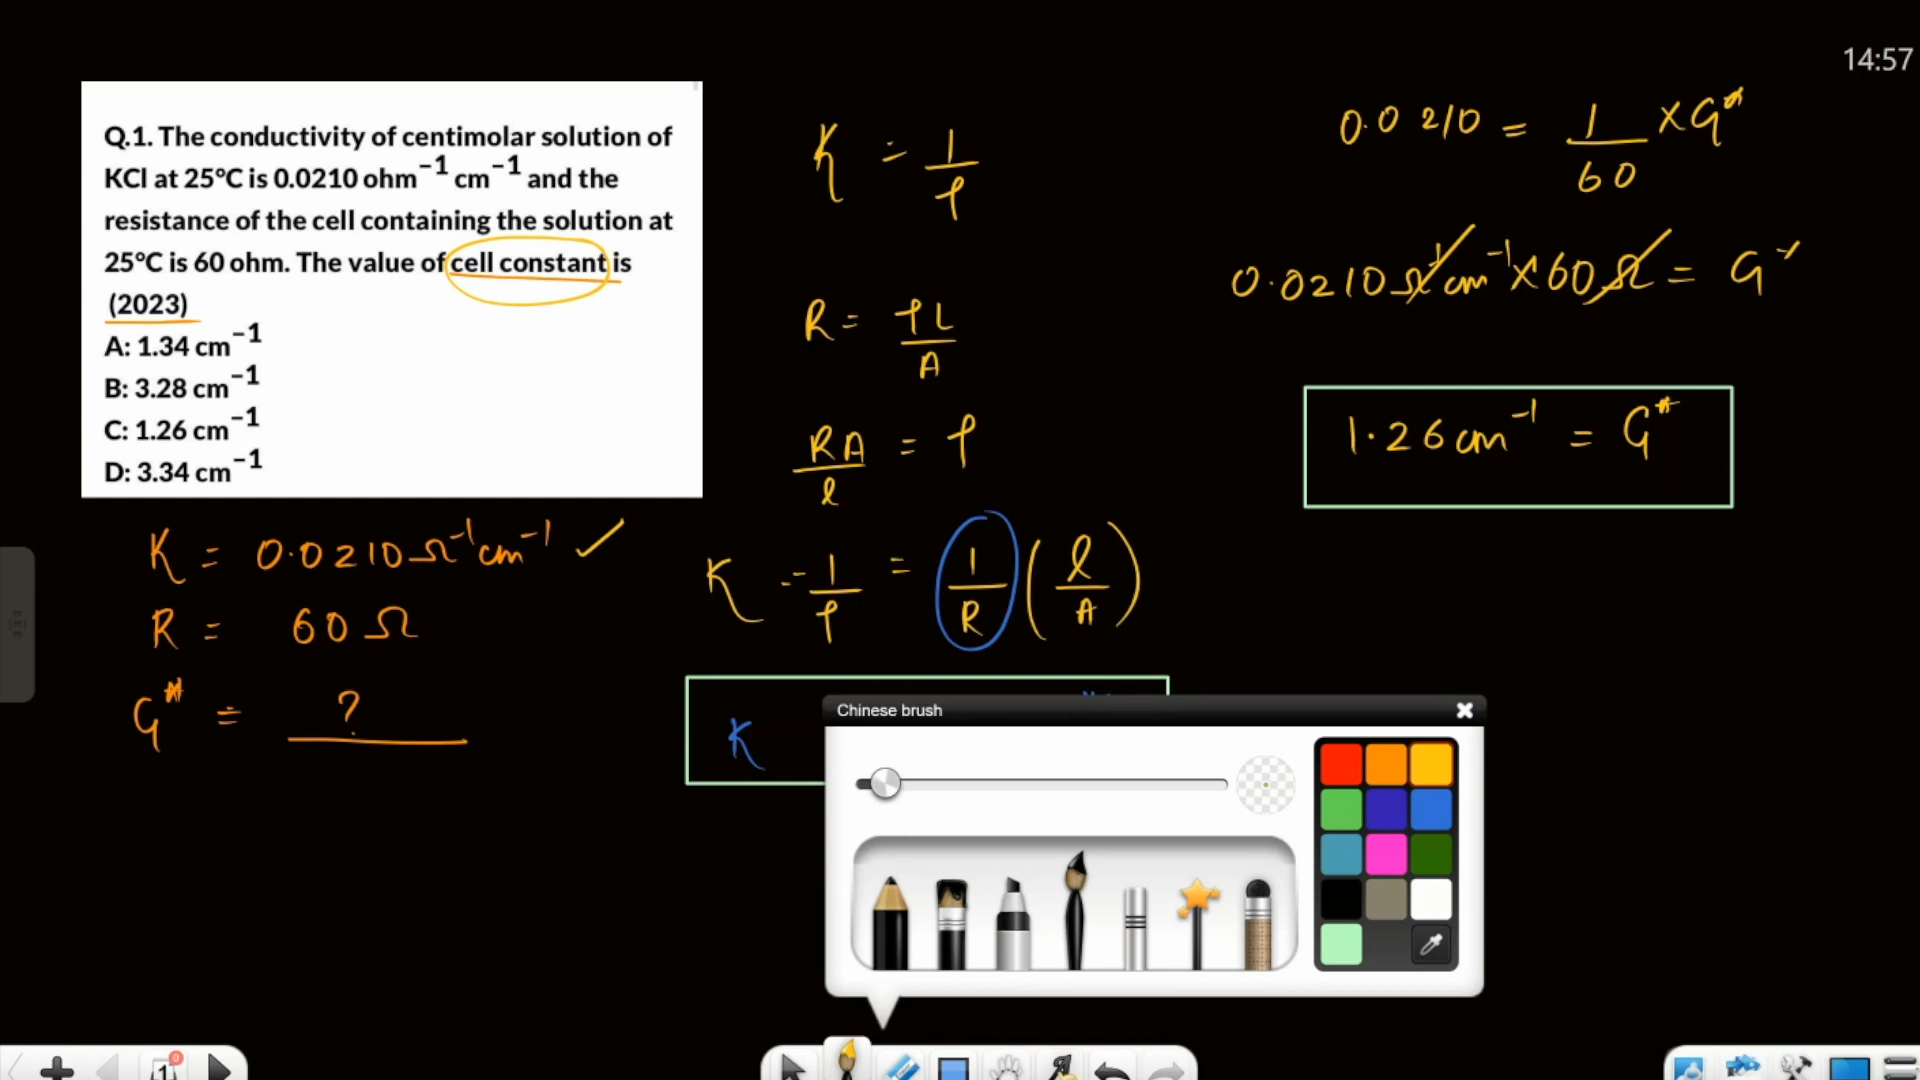 14:57
Q.1. The conductivity of centimolar solution of
KCl at 25°C is 0.0210 ohm⁻¹ cm⁻¹ and the
resistance of the cell containing the solution at
25°C is 60 ohm. The value of cell constant is
(2023)
A: 1.34 cm⁻¹
B: 3.28 cm⁻¹
C: 1.26 cm⁻¹
D: 3.34 cm⁻¹
K = 0.0210 Ω⁻¹ cm⁻¹ ✓
R = 60 Ω
G* = ?
K = 1/ρ
R = ρL/A
RA/l = ρ
K = 1/ρ = (1/R) (l/A)
K
0.0210 = 1/60 × G*
0.0210 Ω⁻¹ cm⁻¹ × 60 Ω = G*
1.26 cm⁻¹ = G*
Chinese brush
1
0